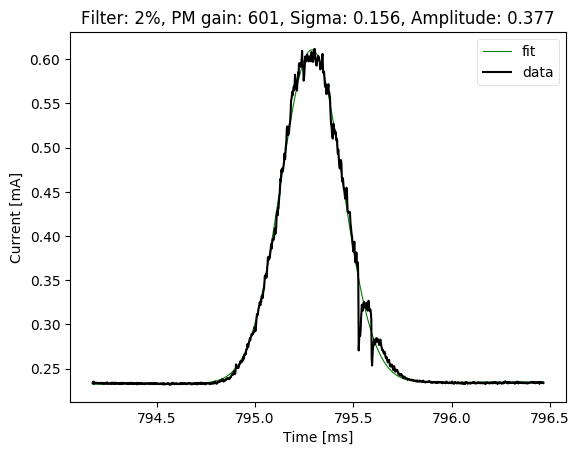 Filter: 2%, PM gain: 601, Sigma: 0.156, Amplitude: 0.377
fit
data
0.60
0.55
0.50
0.45
0.40
0.35
0.30
0.25
Current [mA]
794.5 795.0 795.5 796.0 796.5
Time [ms]